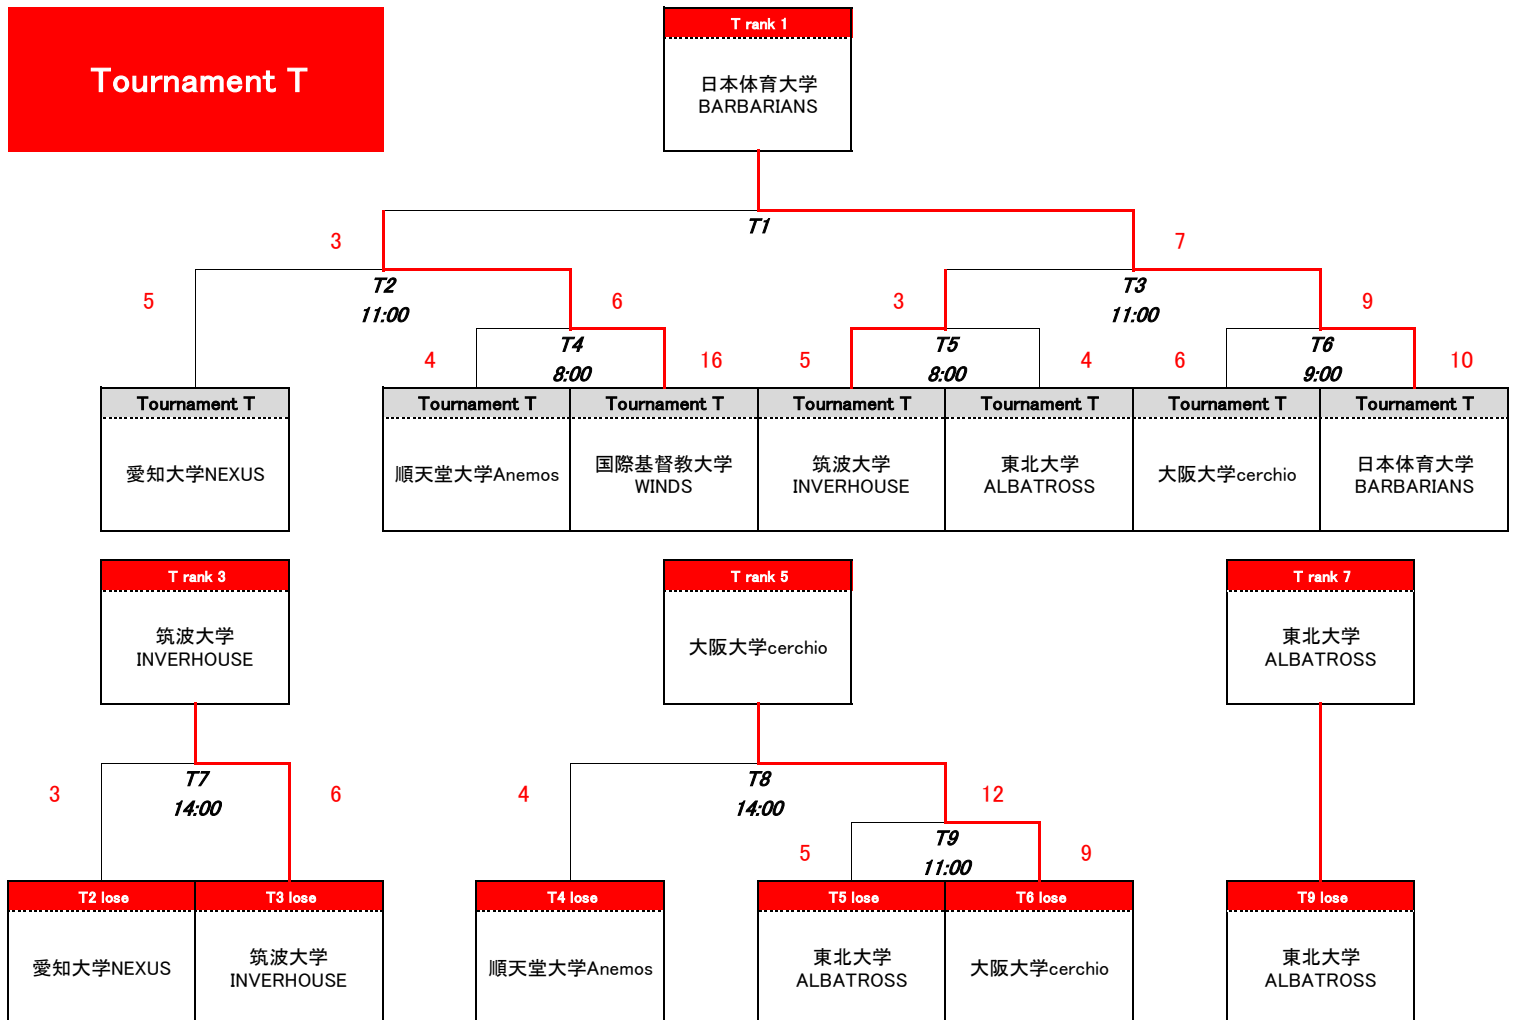 Tournament T
T rank 1
日本体育大学
BARBARIANS
T1
3
7
T2
T3
5
11:00
6
3
11:00
9
T4
T5
T6
4
8:00
16
5
8:00
4
6
9:00
10
Tournament T
Tournament T
Tournament T
Tournament T
Tournament T
Tournament T
Tournament T
愛知大学NEXUS
順天堂大学Anemos
国際基督教大学
WINDS
筑波大学
INVERHOUSE
東北大学
ALBATROSS
大阪大学cerchio
日本体育大学
BARBARIANS
T rank 3
T rank 5
T rank 7
筑波大学
INVERHOUSE
大阪大学cerchio
東北大学
ALBATROSS
T7
T8
3
14:00
6
4
14:00
12
T9
5
11:00
9
T2 lose
T3 lose
T4 lose
T5 lose
T6 lose
T9 lose
愛知大学NEXUS
筑波大学
INVERHOUSE
順天堂大学Anemos
東北大学
ALBATROSS
大阪大学cerchio
東北大学
ALBATROSS